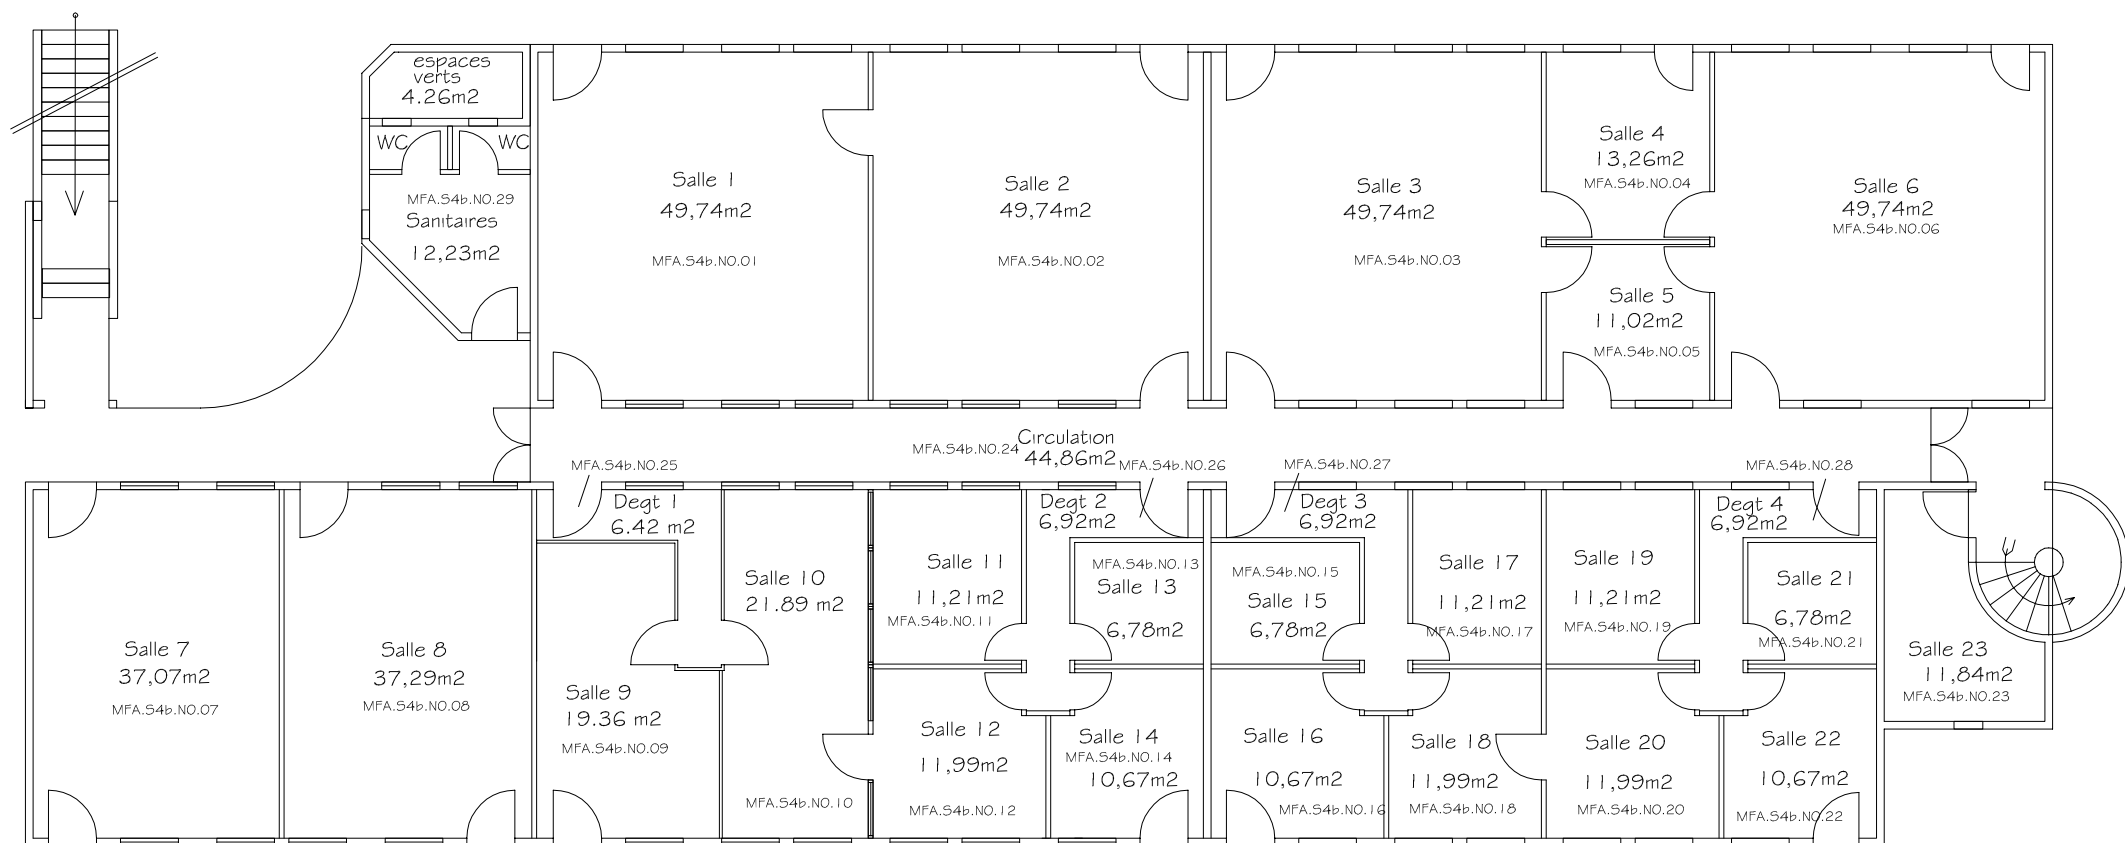 espaces
verts
4.26m2
WC
WC
MFA.S4b.NO.29
Sanitaires
12,23m2
Salle 1
49,74m2
MFA.S4b.NO.01
Salle 2
49,74m2
MFA.S4b.NO.02
Salle 3
49,74m2
MFA.S4b.NO.03
Salle 4
13,26m2
MFA.S4b.NO.04
Salle 5
11,02m2
MFA.S4b.NO.05
Salle 6
49,74m2
MFA.S4b.NO.06
MFA.S4b.NO.24
Circulation
44,86m2
MFA.S4b.NO.25
MFA.S4b.NO.26
MFA.S4b.NO.27
MFA.S4b.NO.28
Degt 1
6.42 m2
Degt 2
6,92m2
Degt 3
6,92m2
Degt 4
6,92m2
Salle 7
37,07m2
MFA.S4b.NO.07
Salle 8
37,29m2
MFA.S4b.NO.08
Salle 9
19.36 m2
MFA.S4b.NO.09
Salle 10
21.89 m2
MFA.S4b.NO.10
Salle 11
11,21m2
MFA.S4b.NO.11
Salle 12
11,99m2
MFA.S4b.NO.12
MFA.S4b.NO.13
Salle 13
6,78m2
Salle 14
MFA.S4b.NO.14
10,67m2
MFA.S4b.NO.15
Salle 15
6,78m2
Salle 16
10,67m2
MFA.S4b.NO.16
Salle 17
11,21m2
MFA.S4b.NO.17
Salle 18
11,99m2
MFA.S4b.NO.18
Salle 19
11,21m2
MFA.S4b.NO.19
Salle 20
11,99m2
MFA.S4b.NO.20
Salle 21
6,78m2
MFA.S4b.NO.21
Salle 22
10,67m2
MFA.S4b.NO.22
Salle 23
11,84m2
MFA.S4b.NO.23